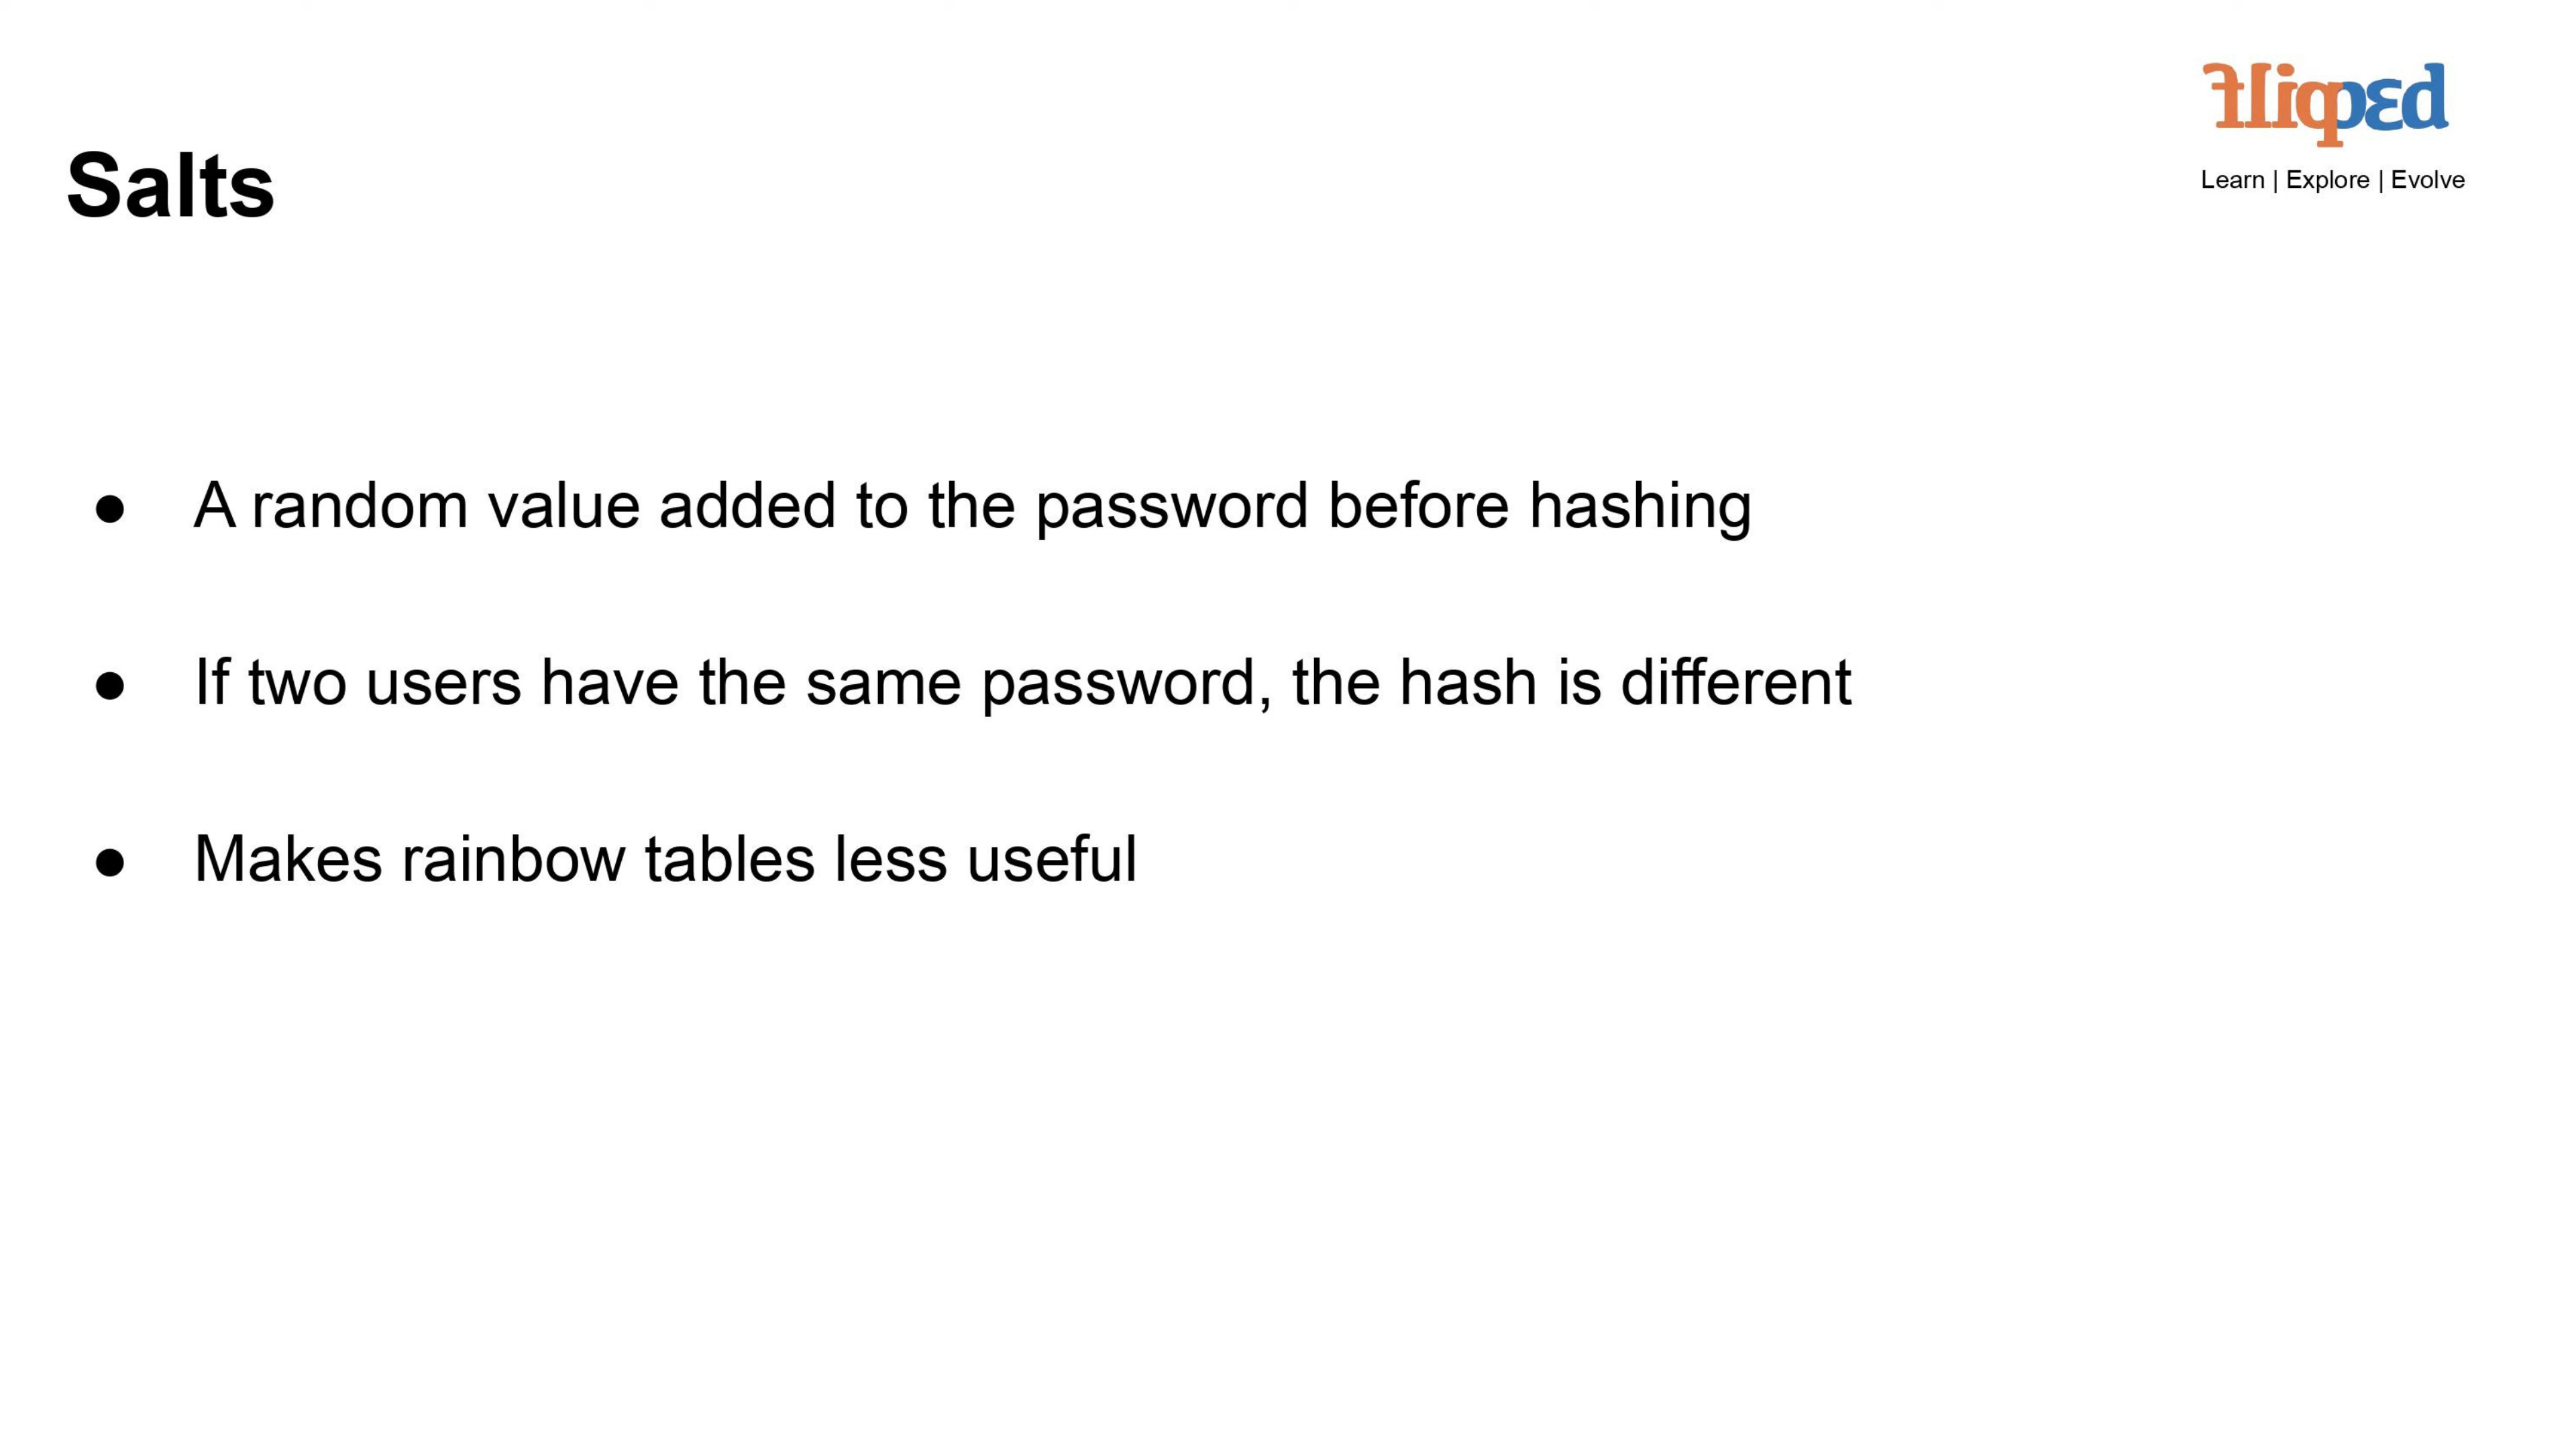 flipped
Learn | Explore | Evolve
Salts
● A random value added to the password before hashing
● If two users have the same password, the hash is different
● Makes rainbow tables less useful